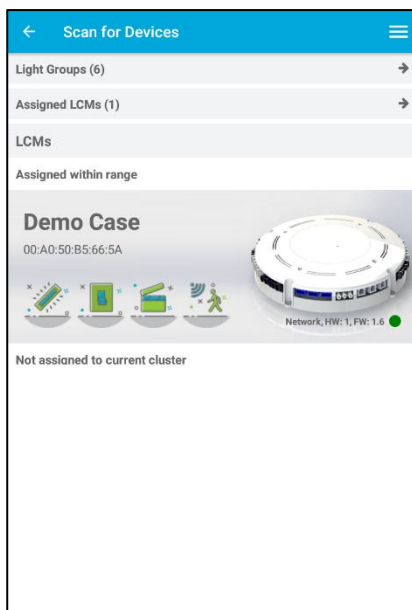 Scan for Devices
Light Groups (6)
Assigned LCMs (1)
LCMs
Assigned within range
Demo Case
00:A0:50:B5:66:5A
Network, HW: 1, FW: 1.6
Not assigned to current cluster